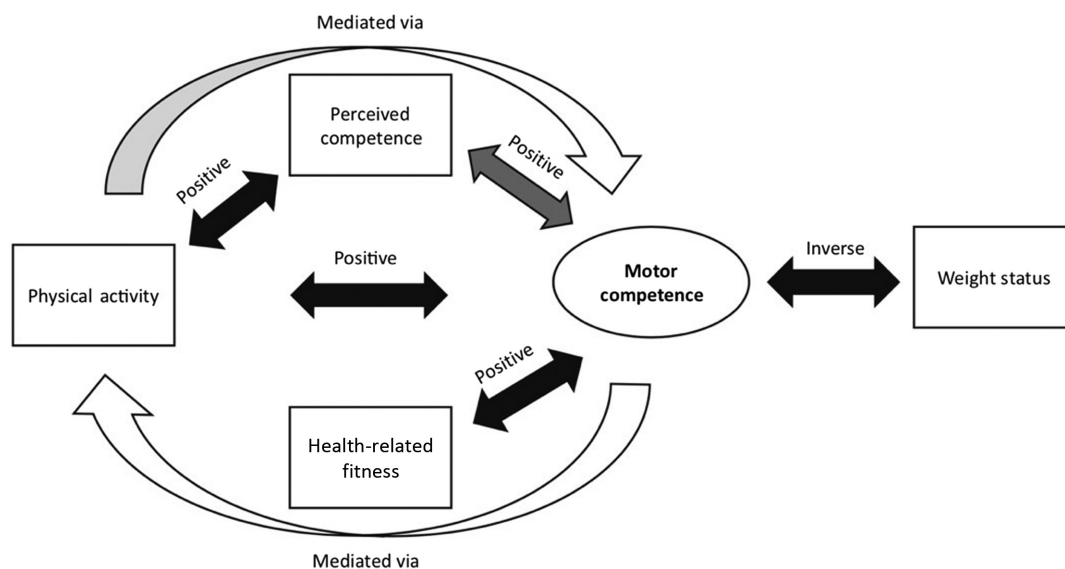 Mediated via
Perceived
competence
Positive
Positive
Positive
Physical activity
Motor
competence
Inverse
Weight status
Positive
Health-related
fitness
Mediated via